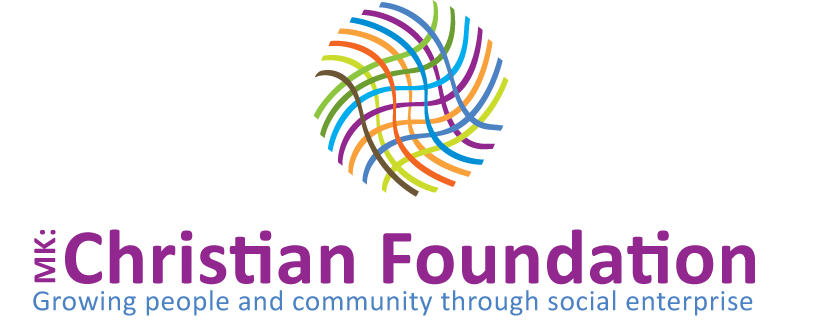 MK: Christian Foundation
Growing people and community through social enterprise